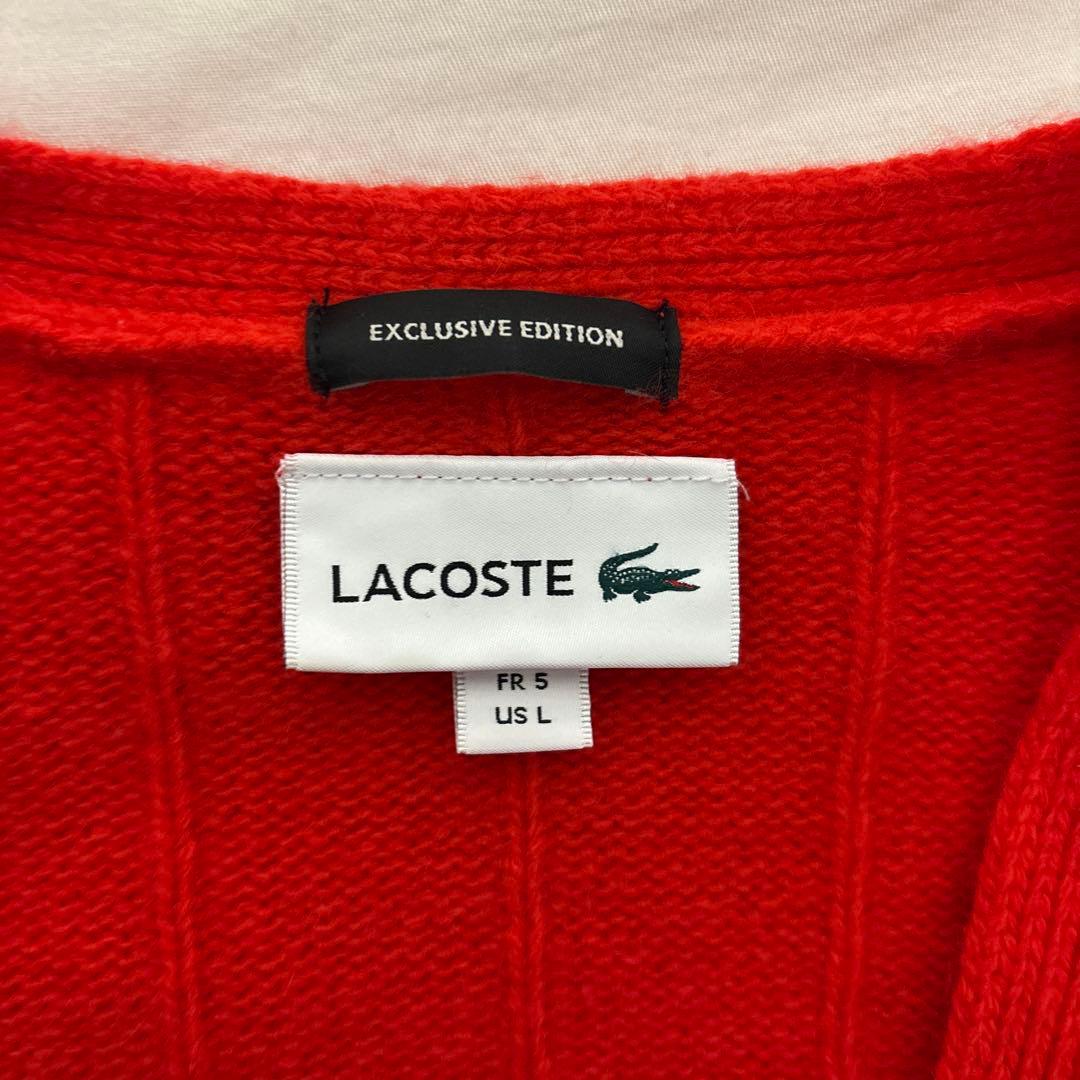 EXCLUSIVE EDITION
LACOSTE
FR 5
US L